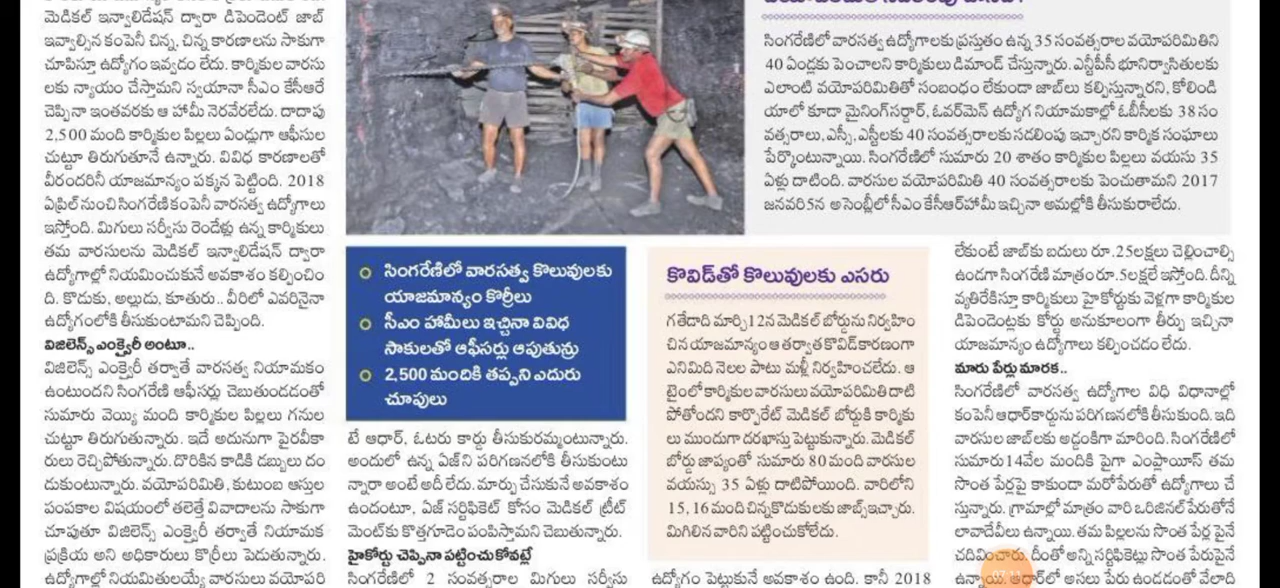 మెడికల్ ఇన్వాలిడేషన్ ద్వారా డిపెండెంట్ జాబ్
ఇవ్వాల్సిన కంపెనీ చిన్న, చిన్న కారణాలను సాకుగా
చూపిస్తూ ఉద్యోగం ఇవ్వడం లేదు. కార్మికుల వారసు
లకు న్యాయం చేస్తామని స్వయానా సీఎం కేసీఆరే
చెప్పినా ఇంతవరకు ఆ హామీ నెరవేరలేదు. దాదాపు
2,500 మంది కార్మికుల పిల్లలు ఏండ్లుగా ఆఫీసుల
చుట్టూ తిరుగుతూనే ఉన్నారు. వివిధ కారణాలతో
వీరందరినీ యాజమాన్యం పక్కన పెట్టింది. 2018
ఏప్రిల్ నుంచి సింగరేణి కంపెనీ వారసత్వ ఉద్యోగాలు
ఇస్తోంది. మిగులు సర్వీసు రెండేళ్లు ఉన్న కార్మికులు
తమ వారసులను మెడికల్ ఇన్వాలిడేషన్ ద్వారా
ఉద్యోగాల్లో నియమించుకునే అవకాశం కల్పించిం
ది. కొడుకు, అల్లుడు, కూతురు.. వీరిలో ఎవరినైనా
ఉద్యోగంలోకి తీసుకుంటామని చెప్పింది.
విజిలెన్స్ ఎంక్వైరీ అంటూ..
విజిలెన్స్ ఎంక్వైరీ తర్వాతే వారసత్వ నియామకం
ఉంటుందని సింగరేణి ఆఫీసర్లు చెబుతుండడంతో
సుమారు వెయ్యి మంది కార్మికుల పిల్లలు గనుల
చుట్టూ తిరుగుతున్నారు. ఇదే అదునుగా పైరవీకా
రులు రెచ్చిపోతున్నారు. దొరికిన కాడికి డబ్బులు దం
డుకుంటున్నారు. వయోపరిమితి, కుటుంబ ఆస్తుల
పంపకాల విషయంలో తలెత్తే వివాదాలను సాకుగా
చూపుతూ విజిలెన్స్ ఎంక్వైరీ తర్వాతే నియామక
ప్రక్రియ అని అధికారులు కొర్రీలు పెడుతున్నారు.
ఉద్యోగాల్లో నియమితులయ్యే వారసులు వయోపరి
సింగరేణిలో వారసత్వ కొలువులకు
యాజమాన్యం కొర్రీలు
సీఎం హామీలు ఇచ్చినా వివిధ
సాకులతో ఆఫీసర్లు ఆపుతున్రు
2,500 మందికి తప్పని ఎదురు
చూపులు
టే ఆధార్, ఓటరు కార్డు తీసుకురమ్మంటున్నారు.
అందులో ఉన్న ఏజ్‌ని పరిగణనలోకి తీసుకుంటు
న్నారా అంటే అదీ లేదు. మార్పు చేసుకునే అవకాశం
ఉండంటూ, ఏజ్ సర్టిఫికెట్ కోసం మెడికల్ ట్రీట్
మెంట్‌కు కొత్తగూడెం పంపిస్తామని చెబుతున్నారు.
హైకోర్టు చెప్పినా పట్టించుకోవట్లే
సింగరేణిలో 2 సంవత్సరాల మిగులు సర్వీసు
సింగరేణిలో వారసత్వ ఉద్యోగాలకు ప్రస్తుతం ఉన్న 35 సంవత్సరాల వయోపరిమితిని
40 ఏండ్లకు పెంచాలని కార్మికులు డిమాండ్ చేస్తున్నారు. ఎన్టీపీసీ భూనిర్వాసితులకు
ఎలాంటి వయోపరిమితితో సంబంధం లేకుండా జాబ్‌లు కల్పిస్తున్నారని, కోలిండి
యాలో కూడా మైనింగ్ సర్దార్, ఓవర్‌మెన్ ఉద్యోగ నియామకాల్లో ఓబీసీలకు 38 సం
వత్సరాలు, ఎస్సీ, ఎస్టీలకు 40 సంవత్సరాలకు సడలింపు ఇచ్చారని కార్మిక సంఘాలు
పేర్కొంటున్నాయి. సింగరేణిలో సుమారు 20 శాతం కార్మికుల పిల్లలు వయసు 35
ఏళ్లు దాటింది. వారసుల వయోపరిమితి 40 సంవత్సరాలకు పెంచుతామని 2017
జనవరి 5న అసెంబ్లీలో సీఎం కేసీఆర్ హామీ ఇచ్చినా అమల్లోకి తీసుకురాలేదు.
కొవిడ్‌తో కొలువులకు ఎసరు
గతేడాది మార్చి 12న మెడికల్ బోర్డును నిర్వహిం
చిన యాజమాన్యం ఆ తర్వాత కొవిడ్ కారణంగా
ఎనిమిది నెలల పాటు మళ్లీ నిర్వహించలేదు. ఆ
టైంలో కార్మికుల వారసులు వయోపరిమితి దాటి
పోతోందని కార్పొరేట్ మెడికల్ బోర్డుకి కార్మికు
లు ముందుగా దరఖాస్తు పెట్టుకున్నారు. మెడికల్
బోర్డు జాప్యంతో సుమారు 80 మంది వారసుల
వయస్సు 35 ఏళ్లు దాటిపోయింది. వారిలోని
15, 16 మంది చిన్నకొడుకులకు జాబ్స్ ఇచ్చారు.
మిగిలిన వారిని పట్టించుకోలేదు.
ఉద్యోగం పెట్టుకునే అవకాశం ఉంది. కానీ 2018
లేకుంటే జాబ్‌కు బదులు రూ.25లక్షలు చెల్లించాల్సి
ఉండగా సింగరేణి మాత్రం రూ.5లక్షలే ఇస్తోంది. దీన్ని
వ్యతిరేకిస్తూ కార్మికులు హైకోర్టుకు వెళ్లగా కార్మికుల
డిపెండెంట్లకు కోర్టు అనుకూలంగా తీర్పు ఇచ్చినా
యాజమాన్యం ఉద్యోగాలు కల్పించడం లేదు.
మారు పేర్లు మారక..
సింగరేణిలో వారసత్వ ఉద్యోగాల విధి విధానాల్లో
కంపెనీ ఆధార్‌కార్డును పరిగణనలోకి తీసుకుంది. ఇది
వారసుల జాబ్‌లకు అడ్డంకిగా మారింది. సింగరేణిలో
సుమారు 14వేల మందికి పైగా ఎంప్లాయీస్ తమ
సొంత పేర్లపై కాకుండా మరోపేరుతో ఉద్యోగాలు చే
స్తున్నారు. గ్రామాల్లో మాత్రం వారి ఒరిజినల్ పేరుతోనే
లావాదేవీలు ఉన్నాయి. తమ పిల్లలను సొంత పేర్ల పైనే
చదివించారు. దీంతో అన్ని సర్టిఫికెట్లు సొంత పేరుపైనే
ఉన్నాయి. ఆధార్‌లో అసలు పేరు ఉండడంతో